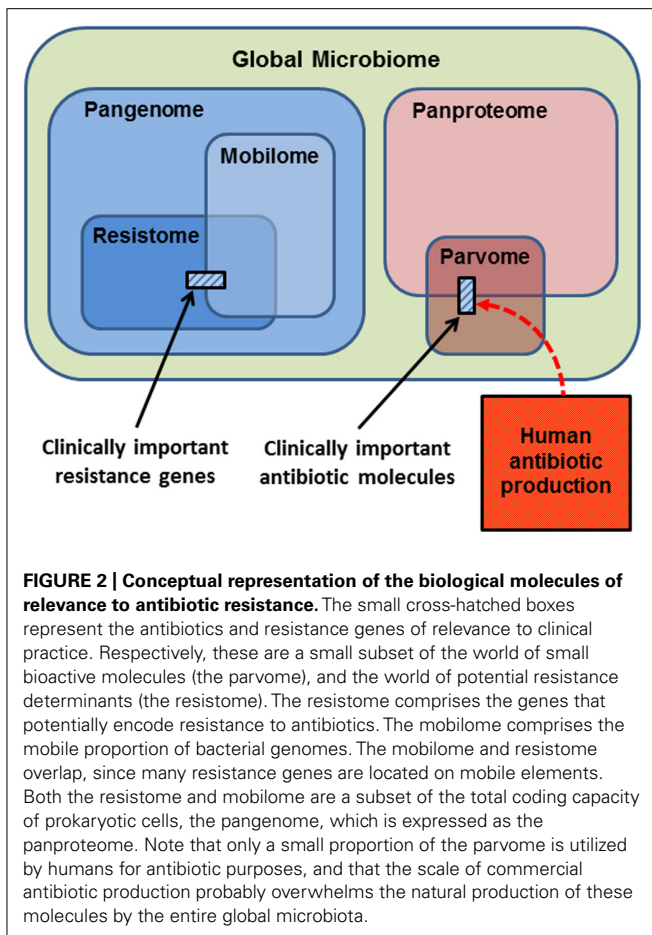 Global Microbiome
Pangenome
Panproteome
Mobilome
Resistome
Parvome
Clinically important
resistance genes
Clinically important
antibiotic molecules
Human
antibiotic
production
FIGURE 2 | Conceptual representation of the biological molecules of
relevance to antibiotic resistance. The small cross-hatched boxes
represent the antibiotics and resistance genes of relevance to clinical
practice. Respectively, these are a small subset of the world of small
bioactive molecules (the parvome), and the world of potential resistance
determinants (the resistome). The resistome comprises the genes that
potentially encode resistance to antibiotics. The mobilome comprises the
mobile proportion of bacterial genomes. The mobilome and resistome
overlap, since many resistance genes are located on mobile elements.
Both the resistome and mobilome are a subset of the total coding capacity
of prokaryotic cells, the pangenome, which is expressed as the
panproteome. Note that only a small proportion of the parvome is utilized
by humans for antibiotic purposes, and that the scale of commercial
antibiotic production probably overwhelms the natural production of these
molecules by the entire global microbiota.